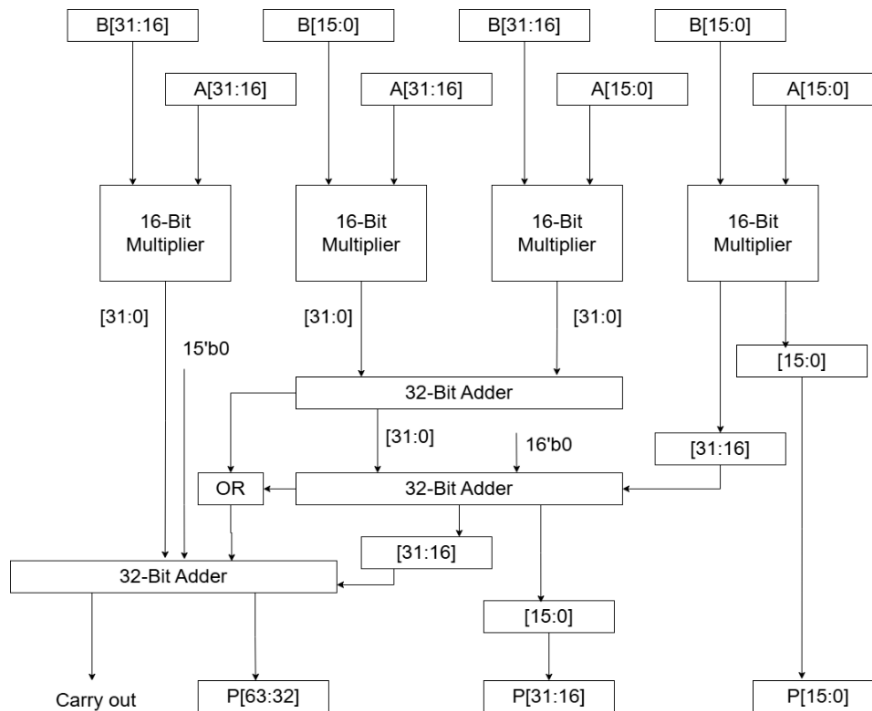 B[31:16]
B[15:0]
B[31:16]
B[15:0]
A[31:16]
A[31:16]
A[15:0]
A[15:0]
16-Bit
Multiplier
16-Bit
Multiplier
16-Bit
Multiplier
16-Bit
Multiplier
[31:0]
[31:0]
[31:0]
15'b0
[15:0]
32-Bit Adder
[31:0]
16'b0
[31:16]
OR
32-Bit Adder
[31:16]
32-Bit Adder
[15:0]
Carry out
P[63:32]
P[31:16]
P[15:0]